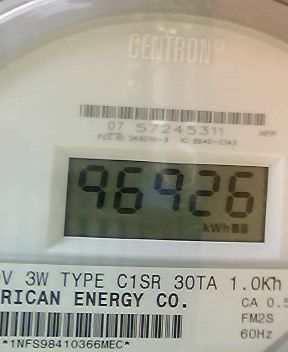 CENTRON®
07 57245311
HPP
96926
kWh
V 3W TYPE C1SR 30TA 1.0Kh
RICAN ENERGY CO.
CA 0.5
FM2S
*1NFS98410366MEC*
60Hz